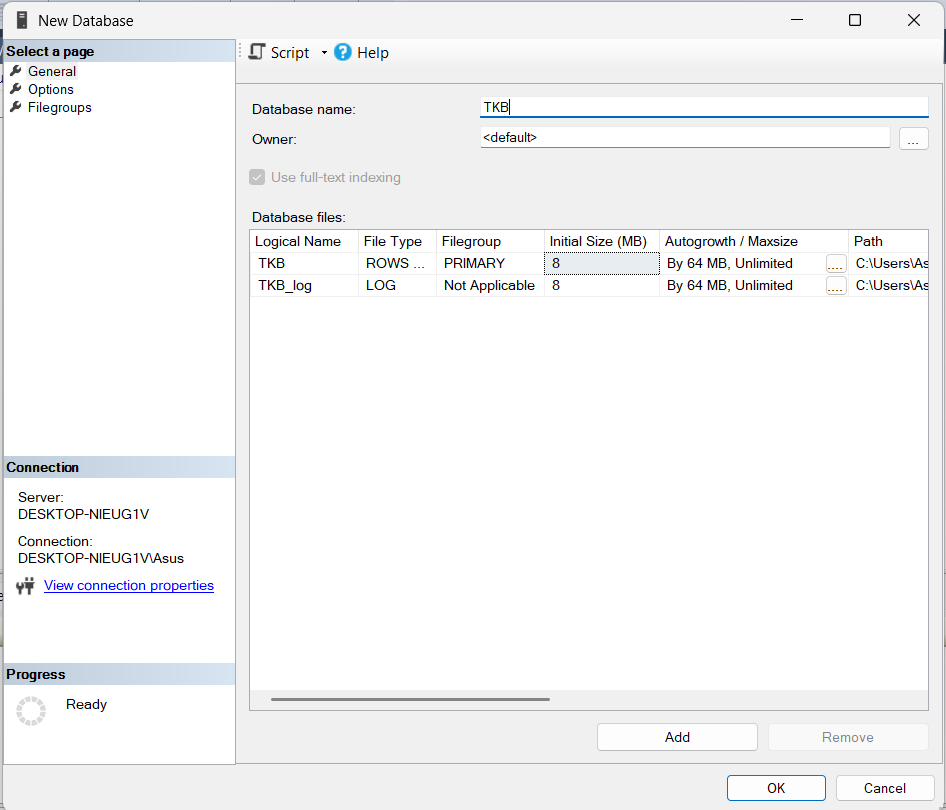 New Database
Select a page
General
Options
Filegroups
Script
Help
Database name:
TKB
Owner:
<default>
...
Use full-text indexing
Database files:
Logical Name File Type Filegroup Initial Size (MB) Autogrowth / Maxsize Path
TKB ROWS ... PRIMARY 8 By 64 MB, Unlimited .... C:\Users\As
TKB_log LOG Not Applicable 8 By 64 MB, Unlimited .... C:\Users\As
Connection
Server:
DESKTOP-NIEUG1V
Connection:
DESKTOP-NIEUG1V\Asus
View connection properties
Progress
Ready
Add
Remove
OK
Cancel